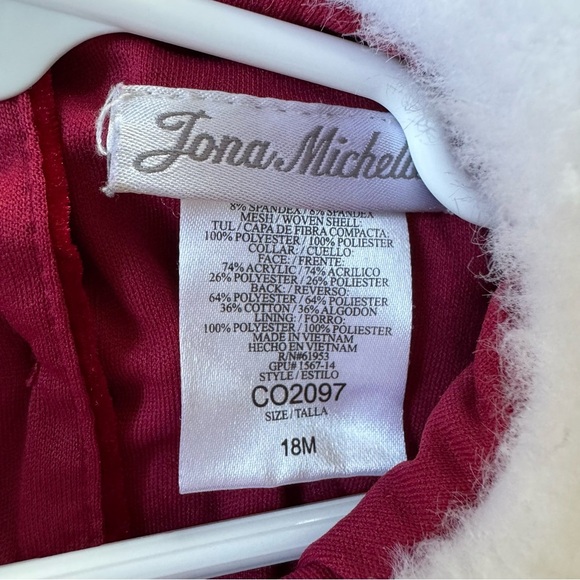 Jona Michell
8% SPANDEX / 8% SPANDEX
MESH / WOVEN SHELL:
TUL / CAPA DE FIBRA COMPACTA:
100% POLYESTER / 100% POLIESTER
COLLAR: / CUELLO:
FACE: / FRENTE:
74% ACRYLIC / 74% ACRILICO
26% POLYESTER / 26% POLIESTER
BACK: / REVERSO:
64% POLYESTER / 64% POLIESTER
36% COTTON / 36% ALGODON
LINING: / FORRO:
100% POLYESTER / 100% POLIESTER
MADE IN VIETNAM
HECHO EN VIETNAM
R/N#61953
GPU# 1567-14
STYLE / ESTILO
CO2097
SIZE / TALLA
18M